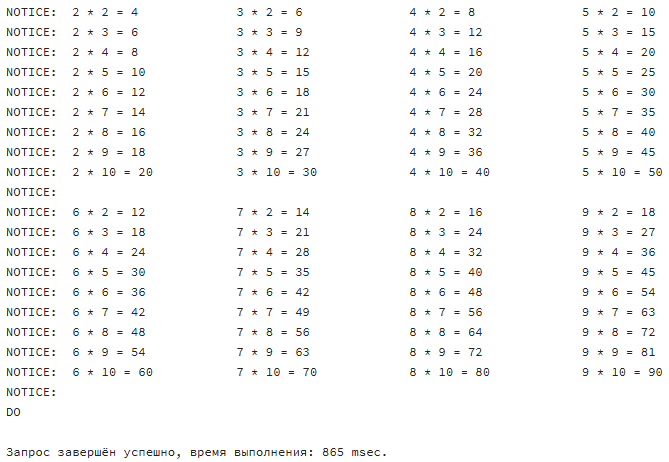 NOTICE:  2 * 2 = 4             3 * 2 = 6              4 * 2 = 8              5 * 2 = 10
NOTICE:  2 * 3 = 6             3 * 3 = 9              4 * 3 = 12             5 * 3 = 15
NOTICE:  2 * 4 = 8             3 * 4 = 12             4 * 4 = 16             5 * 4 = 20
NOTICE:  2 * 5 = 10            3 * 5 = 15             4 * 5 = 20             5 * 5 = 25
NOTICE:  2 * 6 = 12            3 * 6 = 18             4 * 6 = 24             5 * 6 = 30
NOTICE:  2 * 7 = 14            3 * 7 = 21             4 * 7 = 28             5 * 7 = 35
NOTICE:  2 * 8 = 16            3 * 8 = 24             4 * 8 = 32             5 * 8 = 40
NOTICE:  2 * 9 = 18            3 * 9 = 27             4 * 9 = 36             5 * 9 = 45
NOTICE:  2 * 10 = 20           3 * 10 = 30            4 * 10 = 40            5 * 10 = 50
NOTICE:
NOTICE:  6 * 2 = 12            7 * 2 = 14             8 * 2 = 16             9 * 2 = 18
NOTICE:  6 * 3 = 18            7 * 3 = 21             8 * 3 = 24             9 * 3 = 27
NOTICE:  6 * 4 = 24            7 * 4 = 28             8 * 4 = 32             9 * 4 = 36
NOTICE:  6 * 5 = 30            7 * 5 = 35             8 * 5 = 40             9 * 5 = 45
NOTICE:  6 * 6 = 36            7 * 6 = 42             8 * 6 = 48             9 * 6 = 54
NOTICE:  6 * 7 = 42            7 * 7 = 49             8 * 7 = 56             9 * 7 = 63
NOTICE:  6 * 8 = 48            7 * 8 = 56             8 * 8 = 64             9 * 8 = 72
NOTICE:  6 * 9 = 54            7 * 9 = 63             8 * 9 = 72             9 * 9 = 81
NOTICE:  6 * 10 = 60           7 * 10 = 70            8 * 10 = 80            9 * 10 = 90
NOTICE:
DO
Запрос завершён успешно, время выполнения: 865 msec.